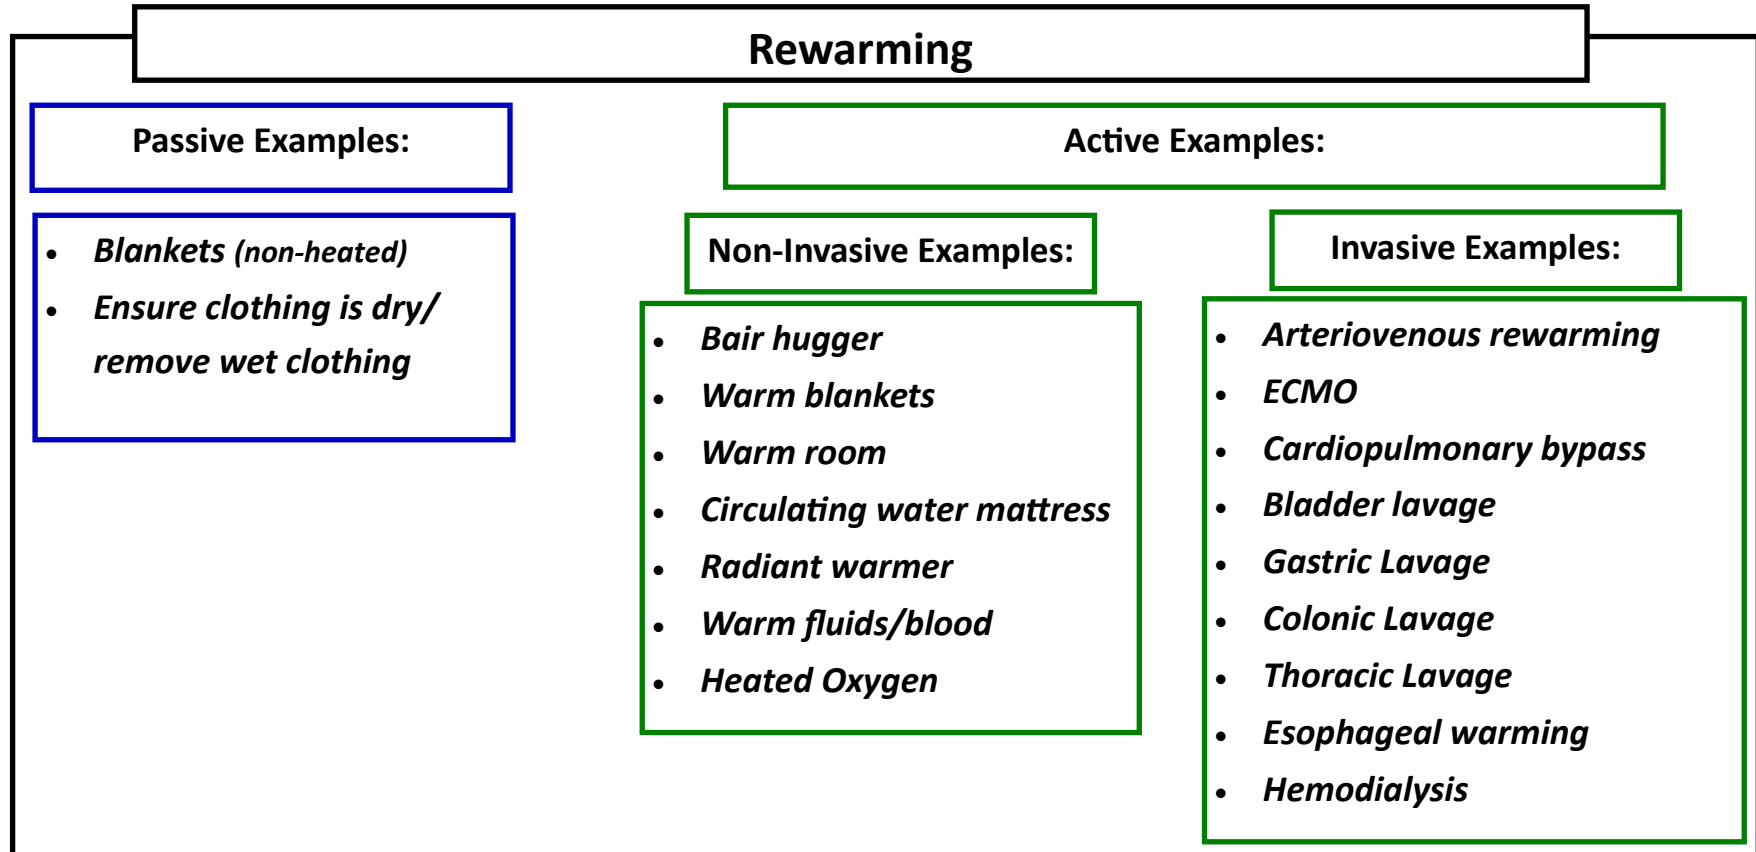 Rewarming
Passive Examples:
• Blankets (non-heated)
• Ensure clothing is dry/
remove wet clothing
Active Examples:
Non-Invasive Examples:
• Bair hugger
• Warm blankets
• Warm room
• Circulating water mattress
• Radiant warmer
• Warm fluids/blood
• Heated Oxygen
Invasive Examples:
• Arteriovenous rewarming
• ECMO
• Cardiopulmonary bypass
• Bladder lavage
• Gastric Lavage
• Colonic Lavage
• Thoracic Lavage
• Esophageal warming
• Hemodialysis